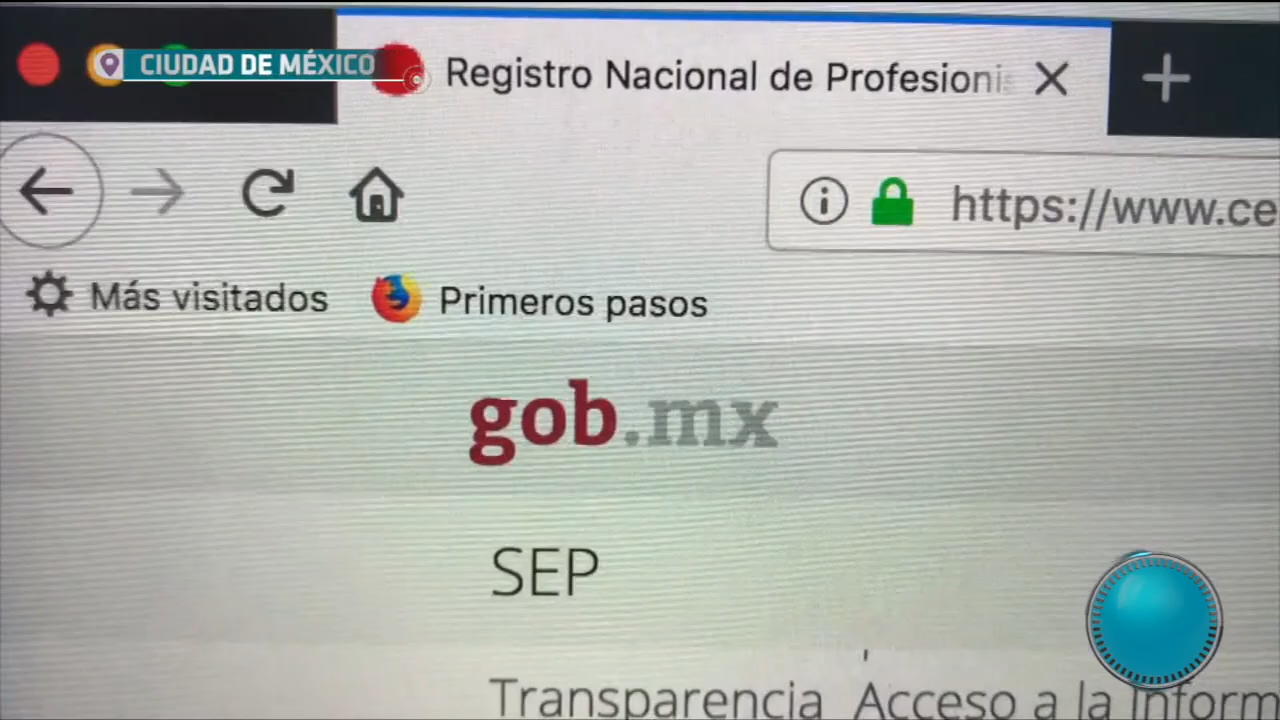 CIUDAD DE MÉXICO
Registro Nacional de Profesionis
https://www.ce
Más visitados
Primeros pasos
gob.mx
SEP
Transparencia Acceso a la Inform